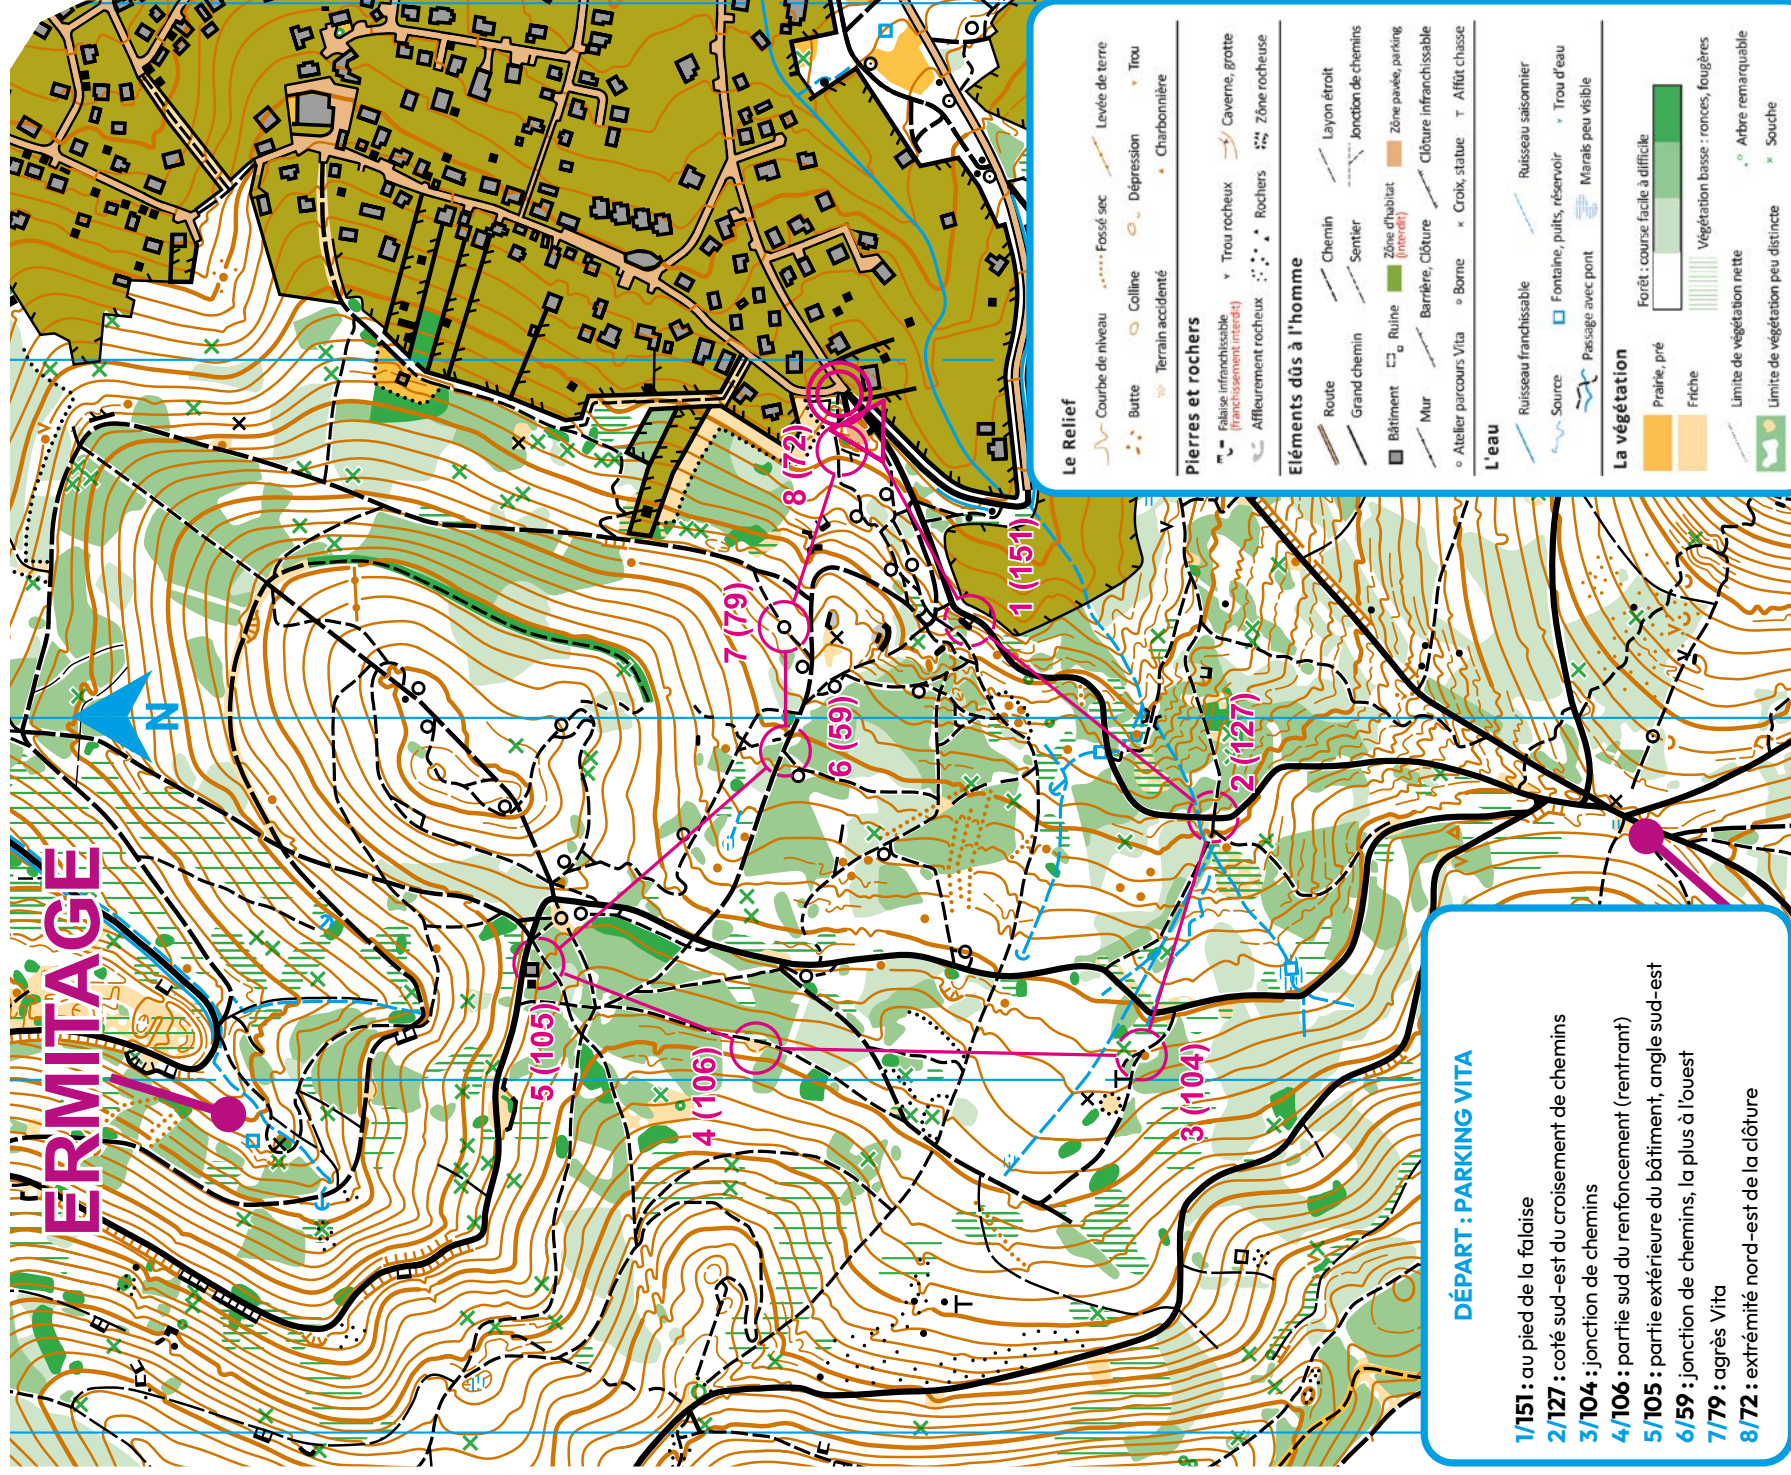 ERMITAGE
N
1 (151)
2 (127)
3 (104)
4 (106)
5 (105)
6 (59)
7 (79)
8 (72)
Le Relief
Courbe de niveau
Fossé sec
Levée de terre
Butte
Colline
Dépression
Trou
Terrain accidenté
Charbonnière
Pierres et rochers
Falaise infranchissable
(franchissement interdit)
Trou rocheux
Caverne, grotte
Affleurement rocheux
Rochers
Zône rocheuse
Eléments dûs à l'homme
Route
Chemin
Layon étroit
Grand chemin
Sentier
Jonction de chemins
Bâtiment
Ruine
Zône d'habitat
(interdit)
Zône pavée, parking
Mur
Barrière, Clôture
Clôture infranchissable
Atelier parcours Vita
Borne
Croix, statue
Affût chasse
L'eau
Ruisseau franchissable
Ruisseau saisonnier
Source
Fontaine, puits, réservoir
Trou d'eau
Passage avec pont
Marais peu visible
La végétation
Prairie, pré
Forêt : course facile à difficile
Friche
Végétation basse : ronces, fougères
Limite de végétation nette
Arbre remarquable
Limite de végétation peu distincte
Souche
DÉPART : PARKING VITA
1/151 : au pied de la falaise
2/127 : coté sud-est du croisement de chemins
3/104 : jonction de chemins
4/106 : partie sud du renfoncement (rentrant)
5/105 : partie extérieure du bâtiment, angle sud-est
6/59 : jonction de chemins, la plus à l'ouest
7/79 : agrès Vita
8/72 : extrémité nord-est de la clôture